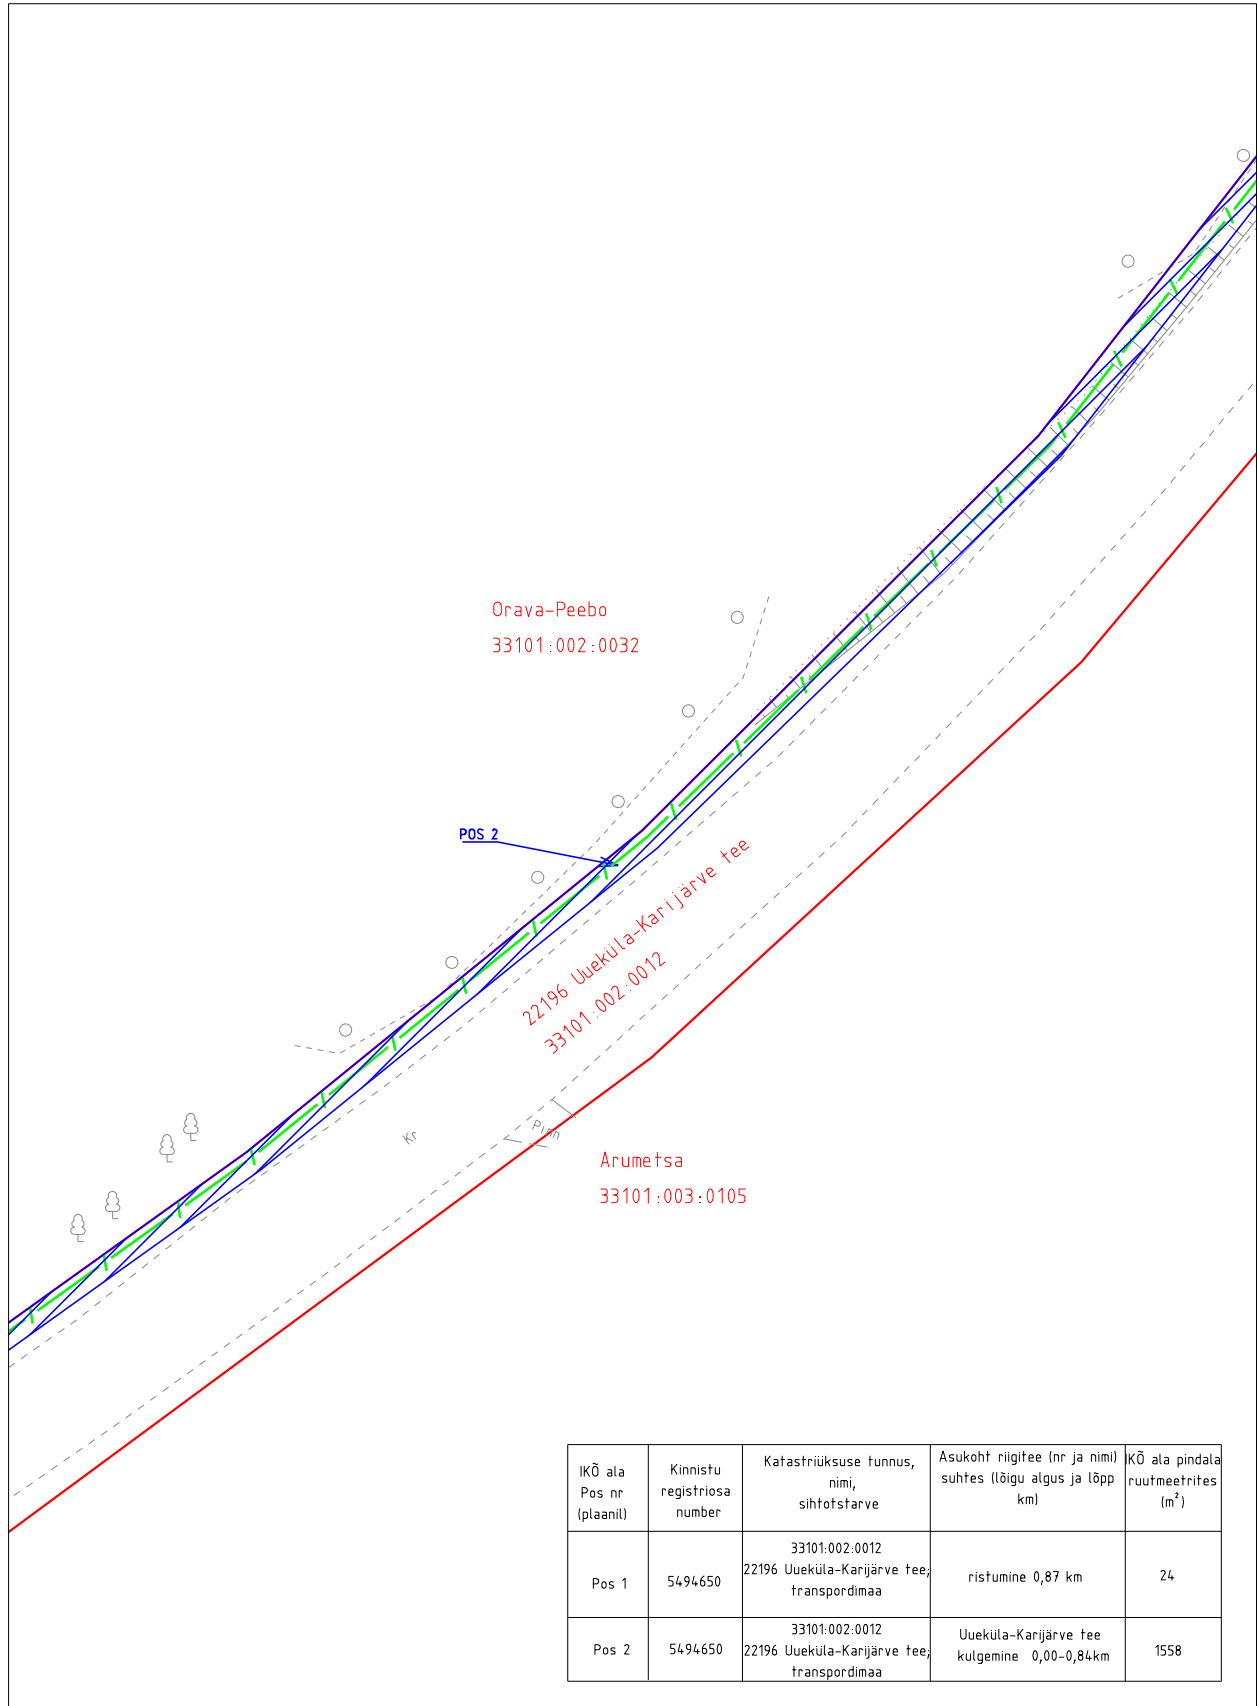 Orava-Peebo
33101:002:0032
POS 2
22196 Uueküla-Karijärve tee
33101:002:0012
Kr
Pinn
Arumetsa
33101:003:0105
IKÕ ala
Pos nr
(plaanil)
Kinnistu
registriosa
number
Katastriüksuse tunnus,
nimi,
sihtotstarve
Asukoht riigitee (nr ja nimi)
suhtes (lõigu algus ja lõpp
km)
IKÕ ala pindala
ruutmeetrites
(m²)
Pos 1
5494650
33101:002:0012
22196 Uueküla-Karijärve tee;
transpordimaa
ristumine 0,87 km
24
Pos 2
5494650
33101:002:0012
22196 Uueküla-Karijärve tee;
transpordimaa
Uueküla-Karijärve tee
kulgemine 0,00-0,84km
1558